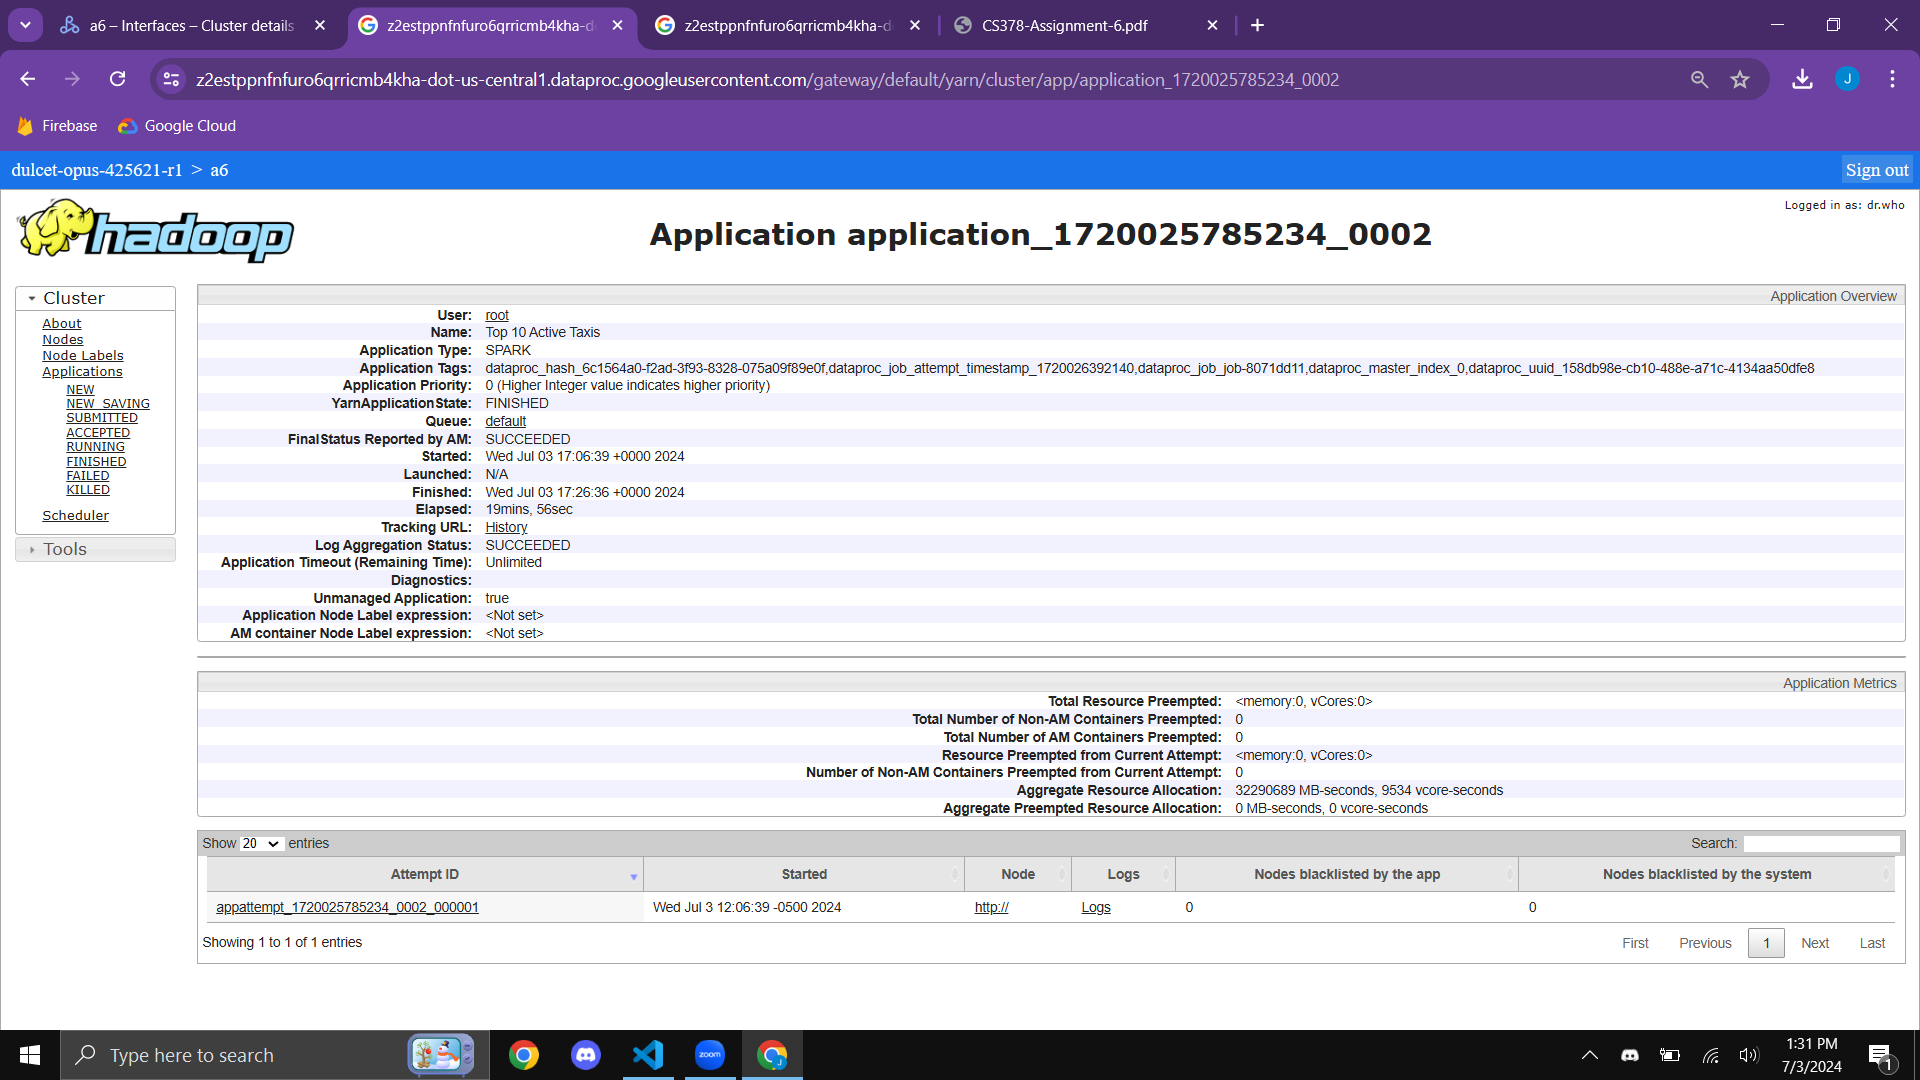 a6 – Interfaces – Cluster details
z2estppnfnfuro6qrricmb4kha-d
z2estppnfnfuro6qrricmb4kha-d
CS378-Assignment-6.pdf
z2estppnfnfuro6qrricmb4kha-dot-us-central1.dataproc.googleusercontent.com/gateway/default/yarn/cluster/app/application_1720025785234_0002
J
Firebase
Google Cloud
dulcet-opus-425621-r1 > a6
Sign out
hadoop
Application application_1720025785234_0002
Logged in as: dr.who
Cluster
About
Nodes
Node Labels
Applications
NEW
NEW_SAVING
SUBMITTED
ACCEPTED
RUNNING
FINISHED
FAILED
KILLED
Scheduler
Tools
Application Overview
User: root
Name: Top 10 Active Taxis
Application Type: SPARK
Application Tags: dataproc_hash_6c1564a0-f2ad-3f93-8328-075a09f89e0f,dataproc_job_attempt_timestamp_1720026392140,dataproc_job_job-8071dd11,dataproc_master_index_0,dataproc_uuid_158db98e-cb10-488e-a71c-4134aa50dfe8
Application Priority: 0 (Higher Integer value indicates higher priority)
YarnApplicationState: FINISHED
Queue: default
FinalStatus Reported by AM: SUCCEEDED
Started: Wed Jul 03 17:06:39 +0000 2024
Launched: N/A
Finished: Wed Jul 03 17:26:36 +0000 2024
Elapsed: 19mins, 56sec
Tracking URL: History
Log Aggregation Status: SUCCEEDED
Application Timeout (Remaining Time): Unlimited
Diagnostics:
Unmanaged Application: true
Application Node Label expression: <Not set>
AM container Node Label expression: <Not set>
Application Metrics
Total Resource Preempted: <memory:0, vCores:0>
Total Number of Non-AM Containers Preempted: 0
Total Number of AM Containers Preempted: 0
Resource Preempted from Current Attempt: <memory:0, vCores:0>
Number of Non-AM Containers Preempted from Current Attempt: 0
Aggregate Resource Allocation: 32290689 MB-seconds, 9534 vcore-seconds
Aggregate Preempted Resource Allocation: 0 MB-seconds, 0 vcore-seconds
Show 20 entries
Search:
Attempt ID Started Node Logs Nodes blacklisted by the app Nodes blacklisted by the system
appattempt_1720025785234_0002_000001 Wed Jul 3 12:06:39 -0500 2024 http:// Logs 0 0
Showing 1 to 1 of 1 entries
First Previous 1 Next Last
Type here to search
zoom
J
1:31 PM
7/3/2024
1